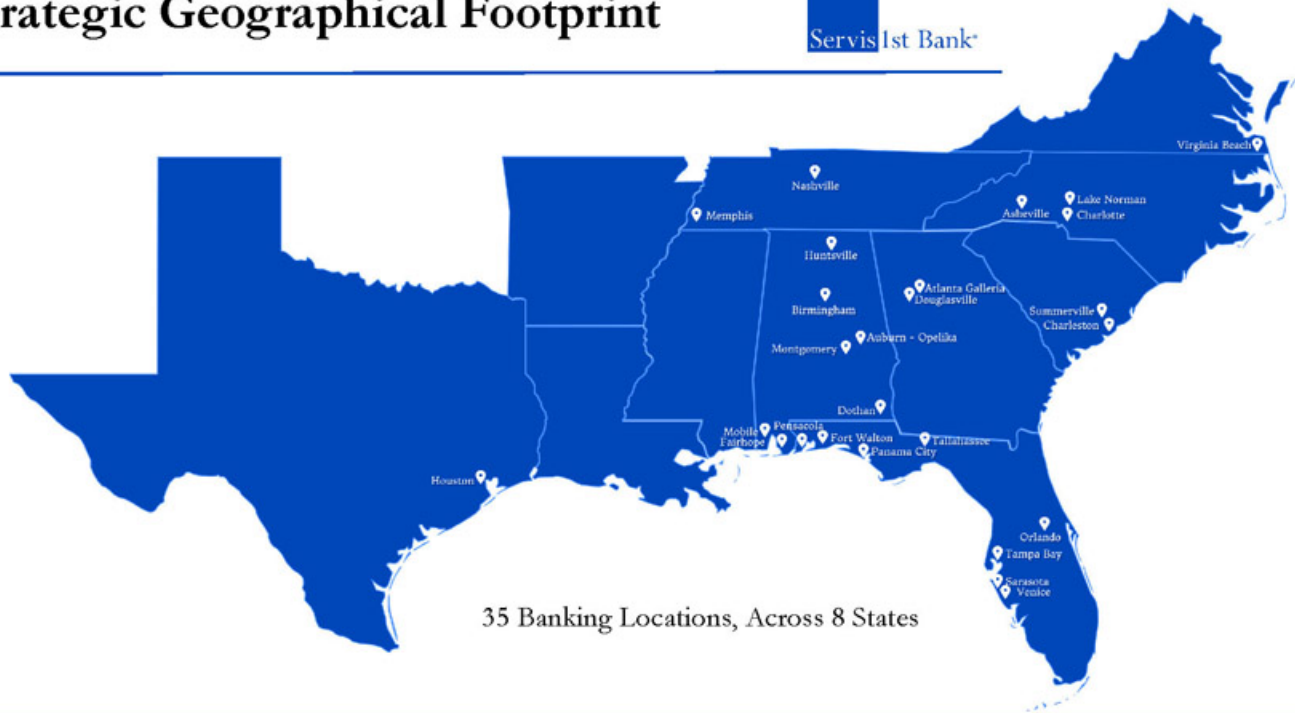 rategic Geographical Footprint
Servis1st Bank®
Virginia Beach
Nashville
Memphis
Lake Norman
Asheville
Charlotte
Huntsville
Atlanta Galleria
Douglasville
Birmingham
Summerville
Charleston
Auburn - Opelika
Montgomery
Dothan
Mobile
Pensacola
Fairhope
Fort Walton
Tallahassee
Panama City
Houston
Orlando
Tampa Bay
Sarasota
Venice
35 Banking Locations, Across 8 States